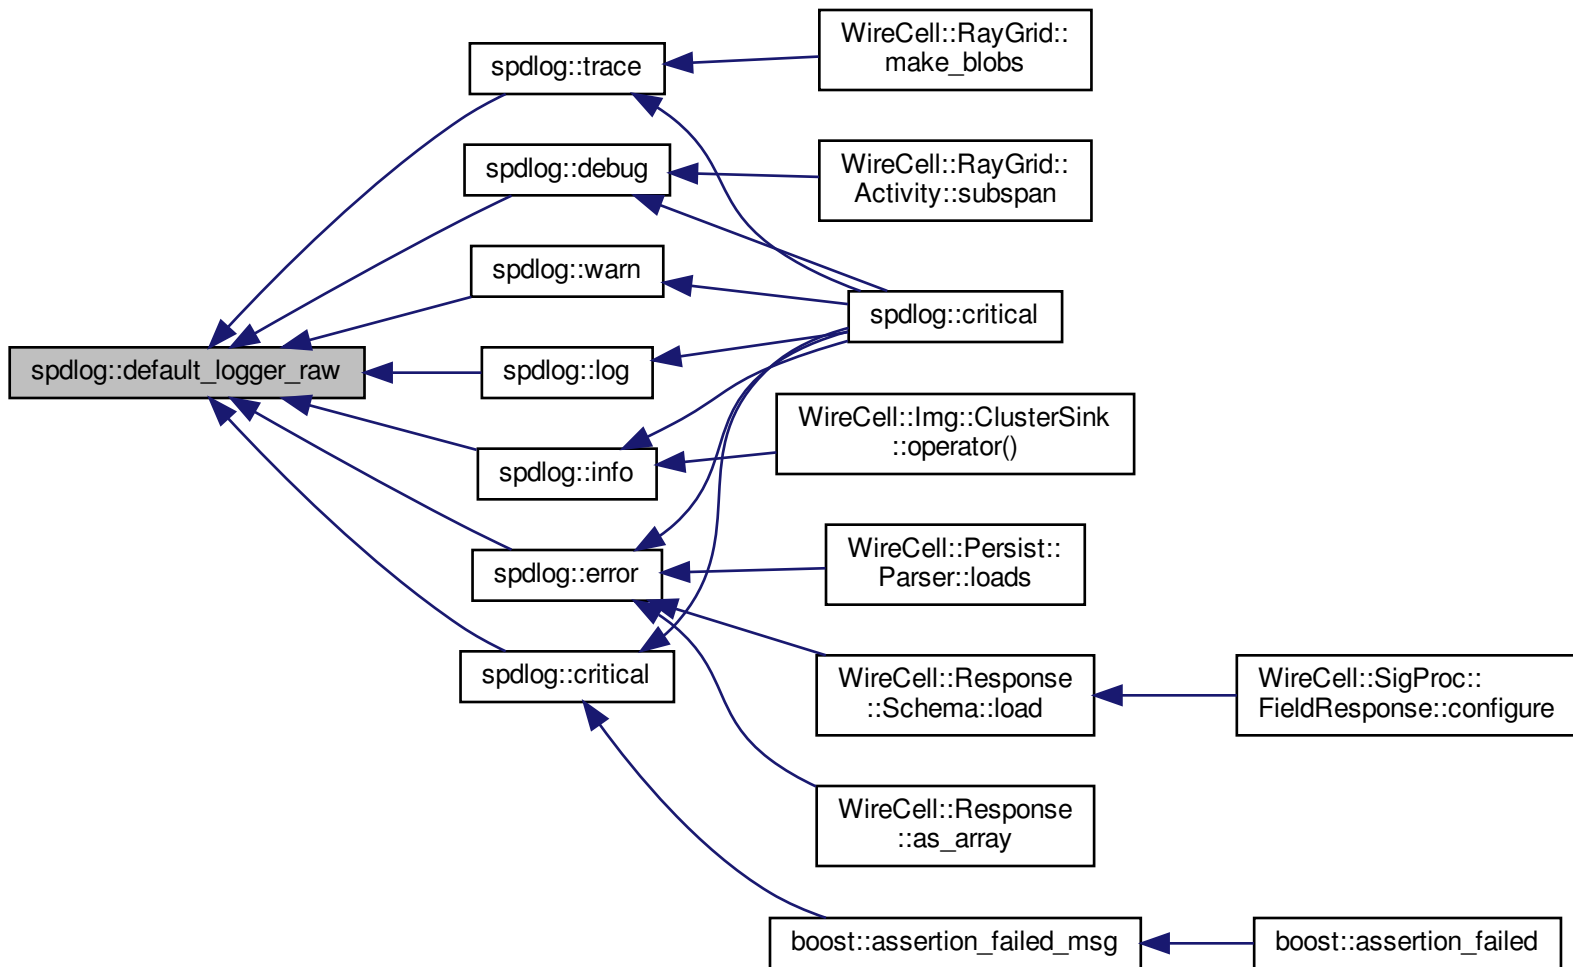 WireCell::RayGrid::
make_blobs
spdlog::trace
WireCell::RayGrid::
Activity::subspan
spdlog::debug
spdlog::warn
spdlog::critical
spdlog::default_logger_raw
spdlog::log
WireCell::Img::ClusterSink
::operator()
spdlog::info
WireCell::Persist::
Parser::loads
spdlog::error
WireCell::Response
::Schema::load
WireCell::SigProc::
FieldResponse::configure
spdlog::critical
WireCell::Response
::as_array
boost::assertion_failed_msg
boost::assertion_failed